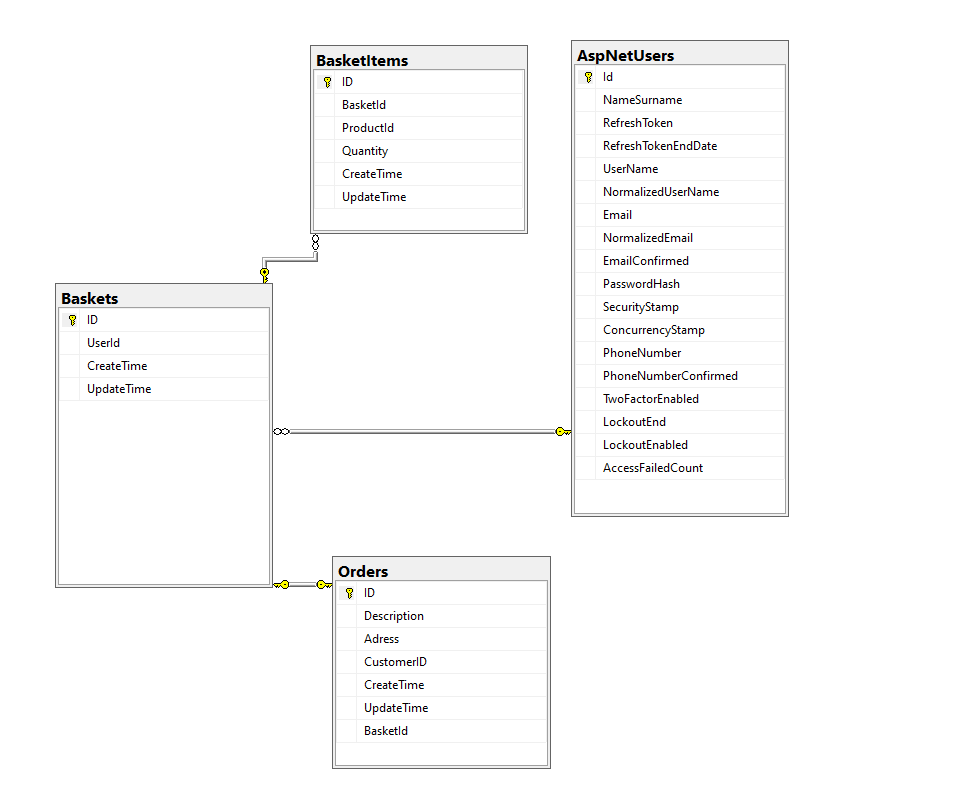 BasketItems
ID
BasketId
ProductId
Quantity
CreateTime
UpdateTime
AspNetUsers
Id
NameSurname
RefreshToken
RefreshTokenEndDate
UserName
NormalizedUserName
Email
NormalizedEmail
EmailConfirmed
PasswordHash
SecurityStamp
ConcurrencyStamp
PhoneNumber
PhoneNumberConfirmed
TwoFactorEnabled
LockoutEnd
LockoutEnabled
AccessFailedCount
Baskets
ID
UserId
CreateTime
UpdateTime
Orders
ID
Description
Adress
CustomerID
CreateTime
UpdateTime
BasketId